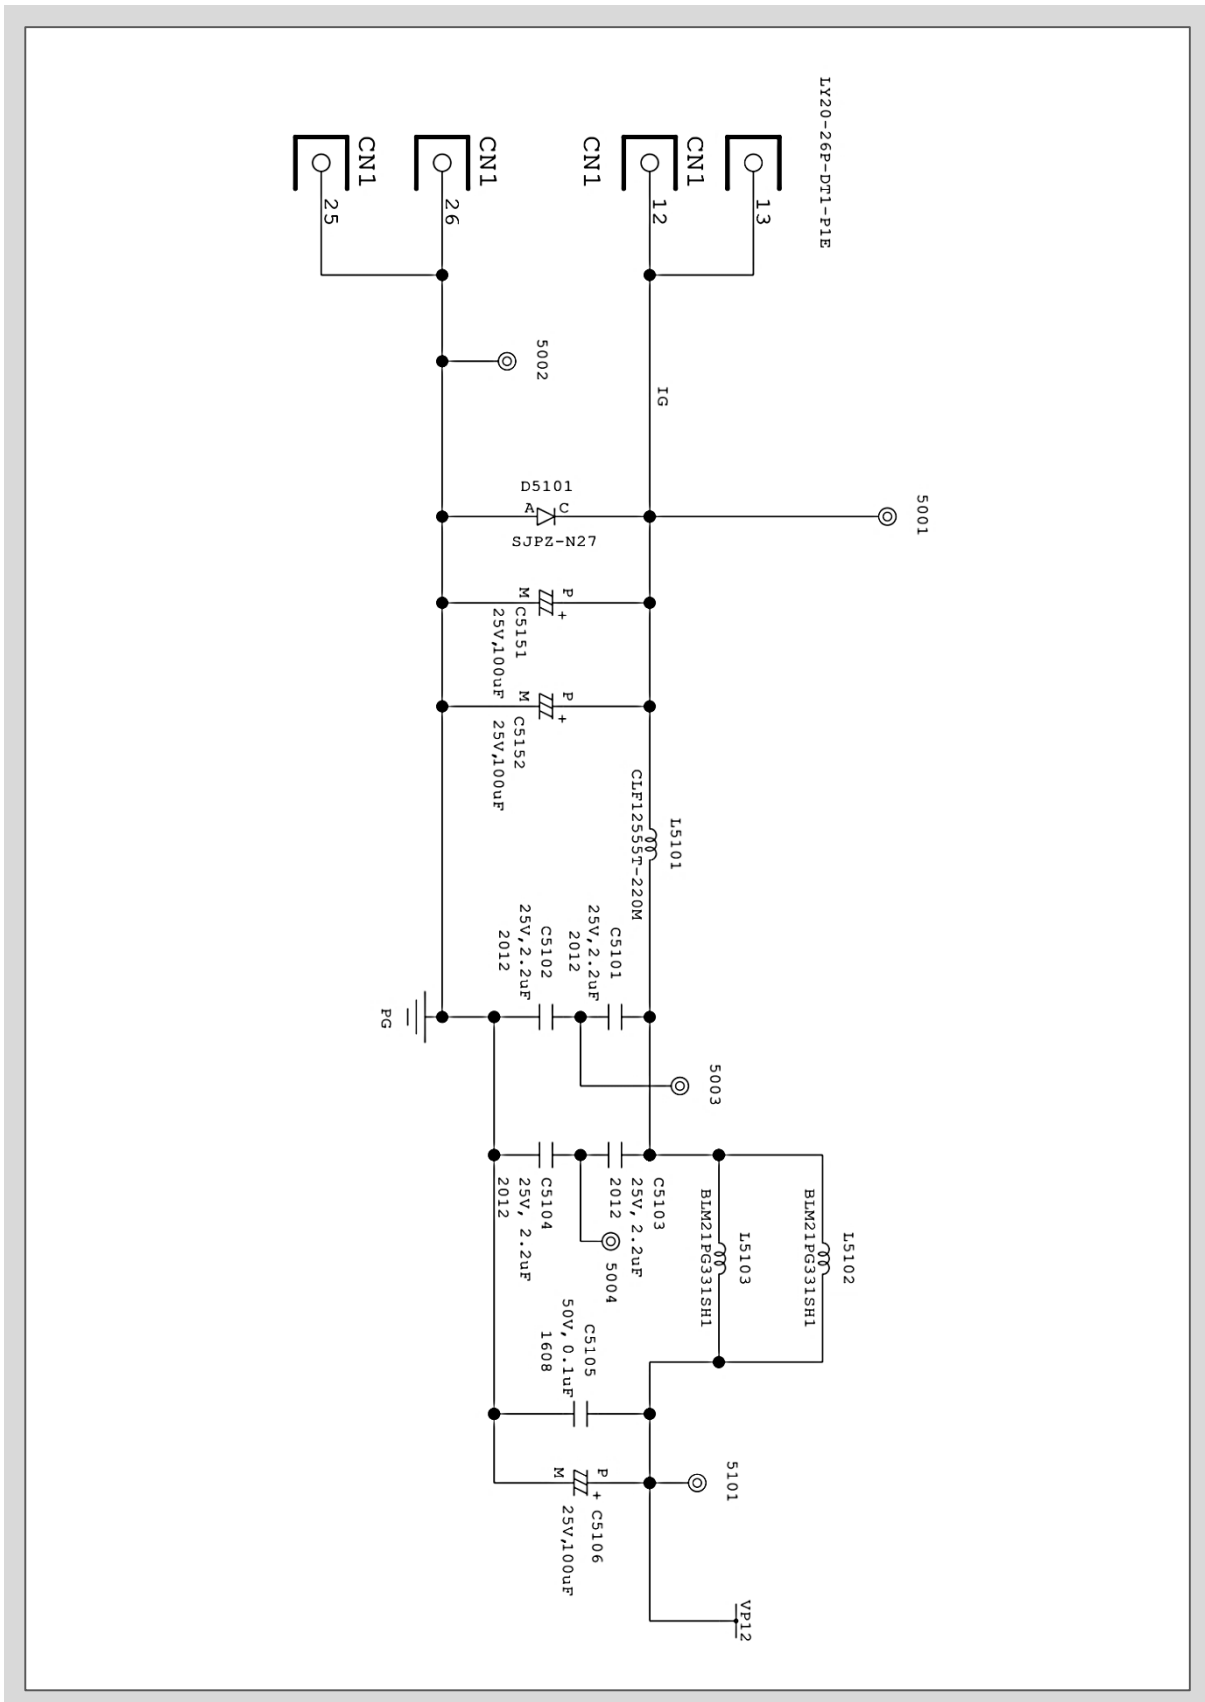 LY20-26P-DT1-P1E
CN1
13
CN1
12
CN1
26
CN1
25
IG
5001
5002
D5101
A
C
SJPZ-N27
P
+
M
C5151
25V,100uF
P
+
M
C5152
25V,100uF
L5101
CLF12555T-220M
C5101
25V,2.2uF
2012
C5102
25V,2.2uF
2012
PG
5003
C5103
25V, 2.2uF
2012
C5104
25V, 2.2uF
2012
5004
L5102
BLM21PG331SH1
L5103
BLM21PG331SH1
C5105
50V, 0.1uF
1608
5101
P
+
M
C5106
25V,100uF
VP12